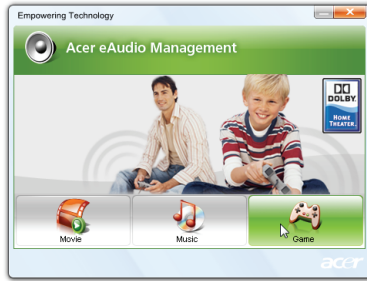 Empowering Technology
Acer eAudio Management
DOLBY.
HOME
THEATER.
Movie
Music
Game
acer